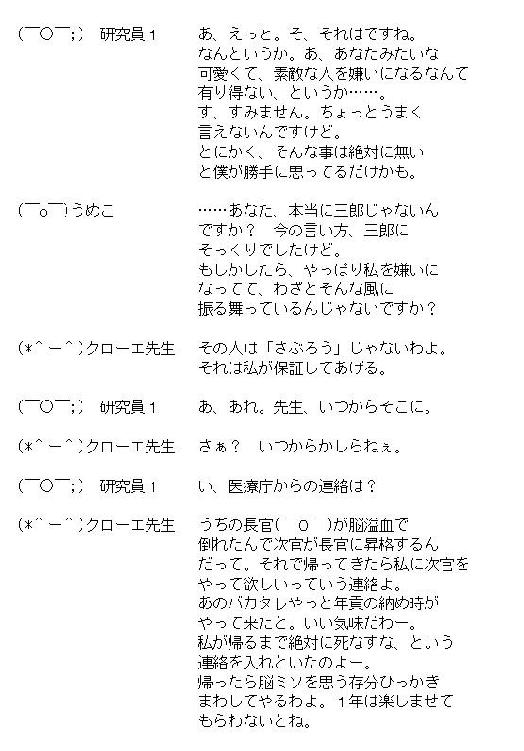 (￣○￣;)　研究員１　　あ、えっと。そ、それはですね。
なんというか。あ、あなたみたいな
可愛くて、素敵な人を嫌いになるなんて
有り得ない、というか……。
す、すみません。ちょっとうまく
言えないんですけど。
とにかく、そんな事は絶対に無い
と僕が勝手に思ってるだけかも。
(￣o￣)!うめこ　　……あなた、本当に三郎じゃないん
ですか？　今の言い方、三郎に
そっくりでしたけど。
もしかしたら、やっぱり私を嫌いに
なってて、わざとそんな風に
振る舞っているんじゃないですか？
(*＾ー＾)クローエ先生　　その人は「さぶろう」じゃないわよ。
それは私が保証してあげる。
(￣○￣;)　研究員１　　あ、あれ。先生、いつからそこに。
(*＾ー＾)クローエ先生　　さぁ？　いつからかしらねぇ。
(￣○￣;)　研究員１　　い、医療庁からの連絡は？
(*＾ー＾)クローエ先生　　うちの長官(　○　)が脳溢血で
倒れたんで次官が長官に昇格するん
だって。それで帰ってきたら私に次官を
やって欲しいっていう連絡よ。
あのバカタレやっと年貢の納め時が
やって来たと。いい気味だわー。
私が帰るまで絶対に死なすな、という
連絡を入れといたのよー。
帰ったら脳ミソを思う存分ひっかき
まわしてやるわよ。１年は楽しませて
もらわないとね。